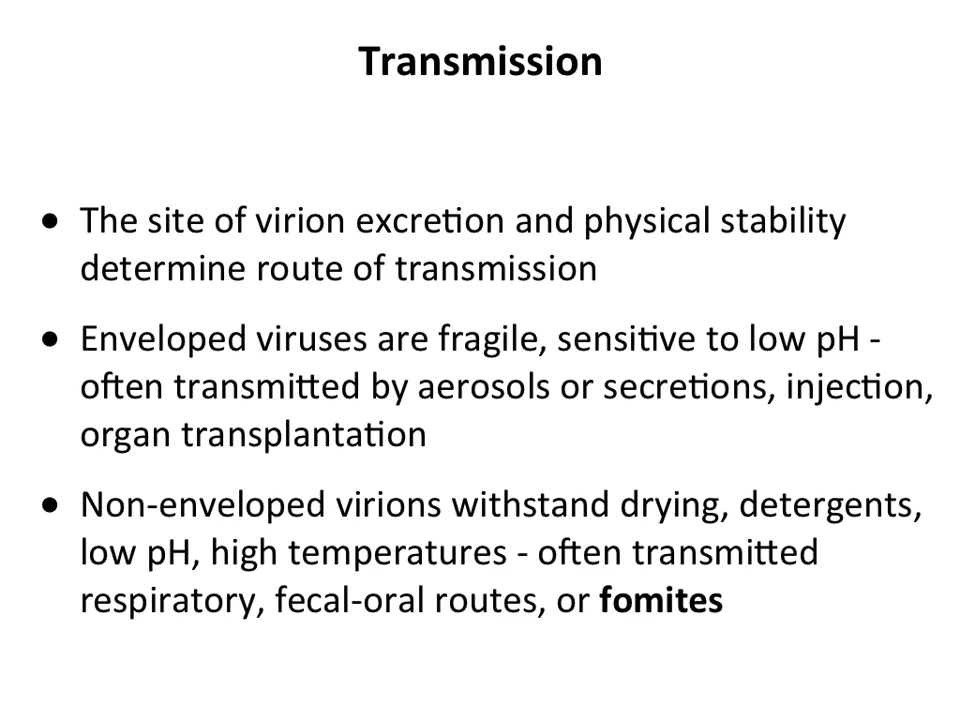 Transmission
● The site of virion excretion and physical stability
determine route of transmission
● Enveloped viruses are fragile, sensitive to low pH -
often transmitted by aerosols or secretions, injection,
organ transplantation
● Non-enveloped virions withstand drying, detergents,
low pH, high temperatures - often transmitted
respiratory, fecal-oral routes, or fomites